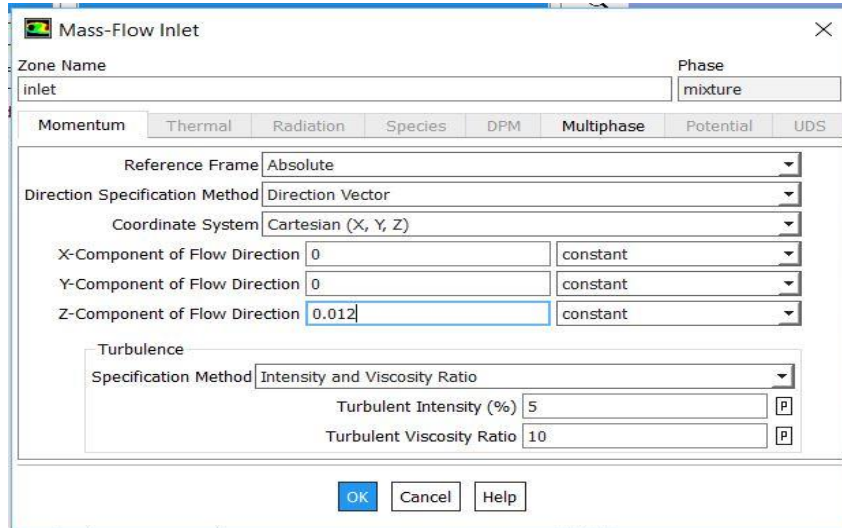 Mass-Flow Inlet
Zone Name Phase
inlet mixture
Momentum Thermal Radiation Species DPM Multiphase Potential UDS
Reference Frame Absolute
Direction Specification Method Direction Vector
Coordinate System Cartesian (X, Y, Z)
X-Component of Flow Direction 0 constant
Y-Component of Flow Direction 0 constant
Z-Component of Flow Direction 0.012 constant
Turbulence
Specification Method Intensity and Viscosity Ratio
Turbulent Intensity (%) 5 P
Turbulent Viscosity Ratio 10 P
OK Cancel Help